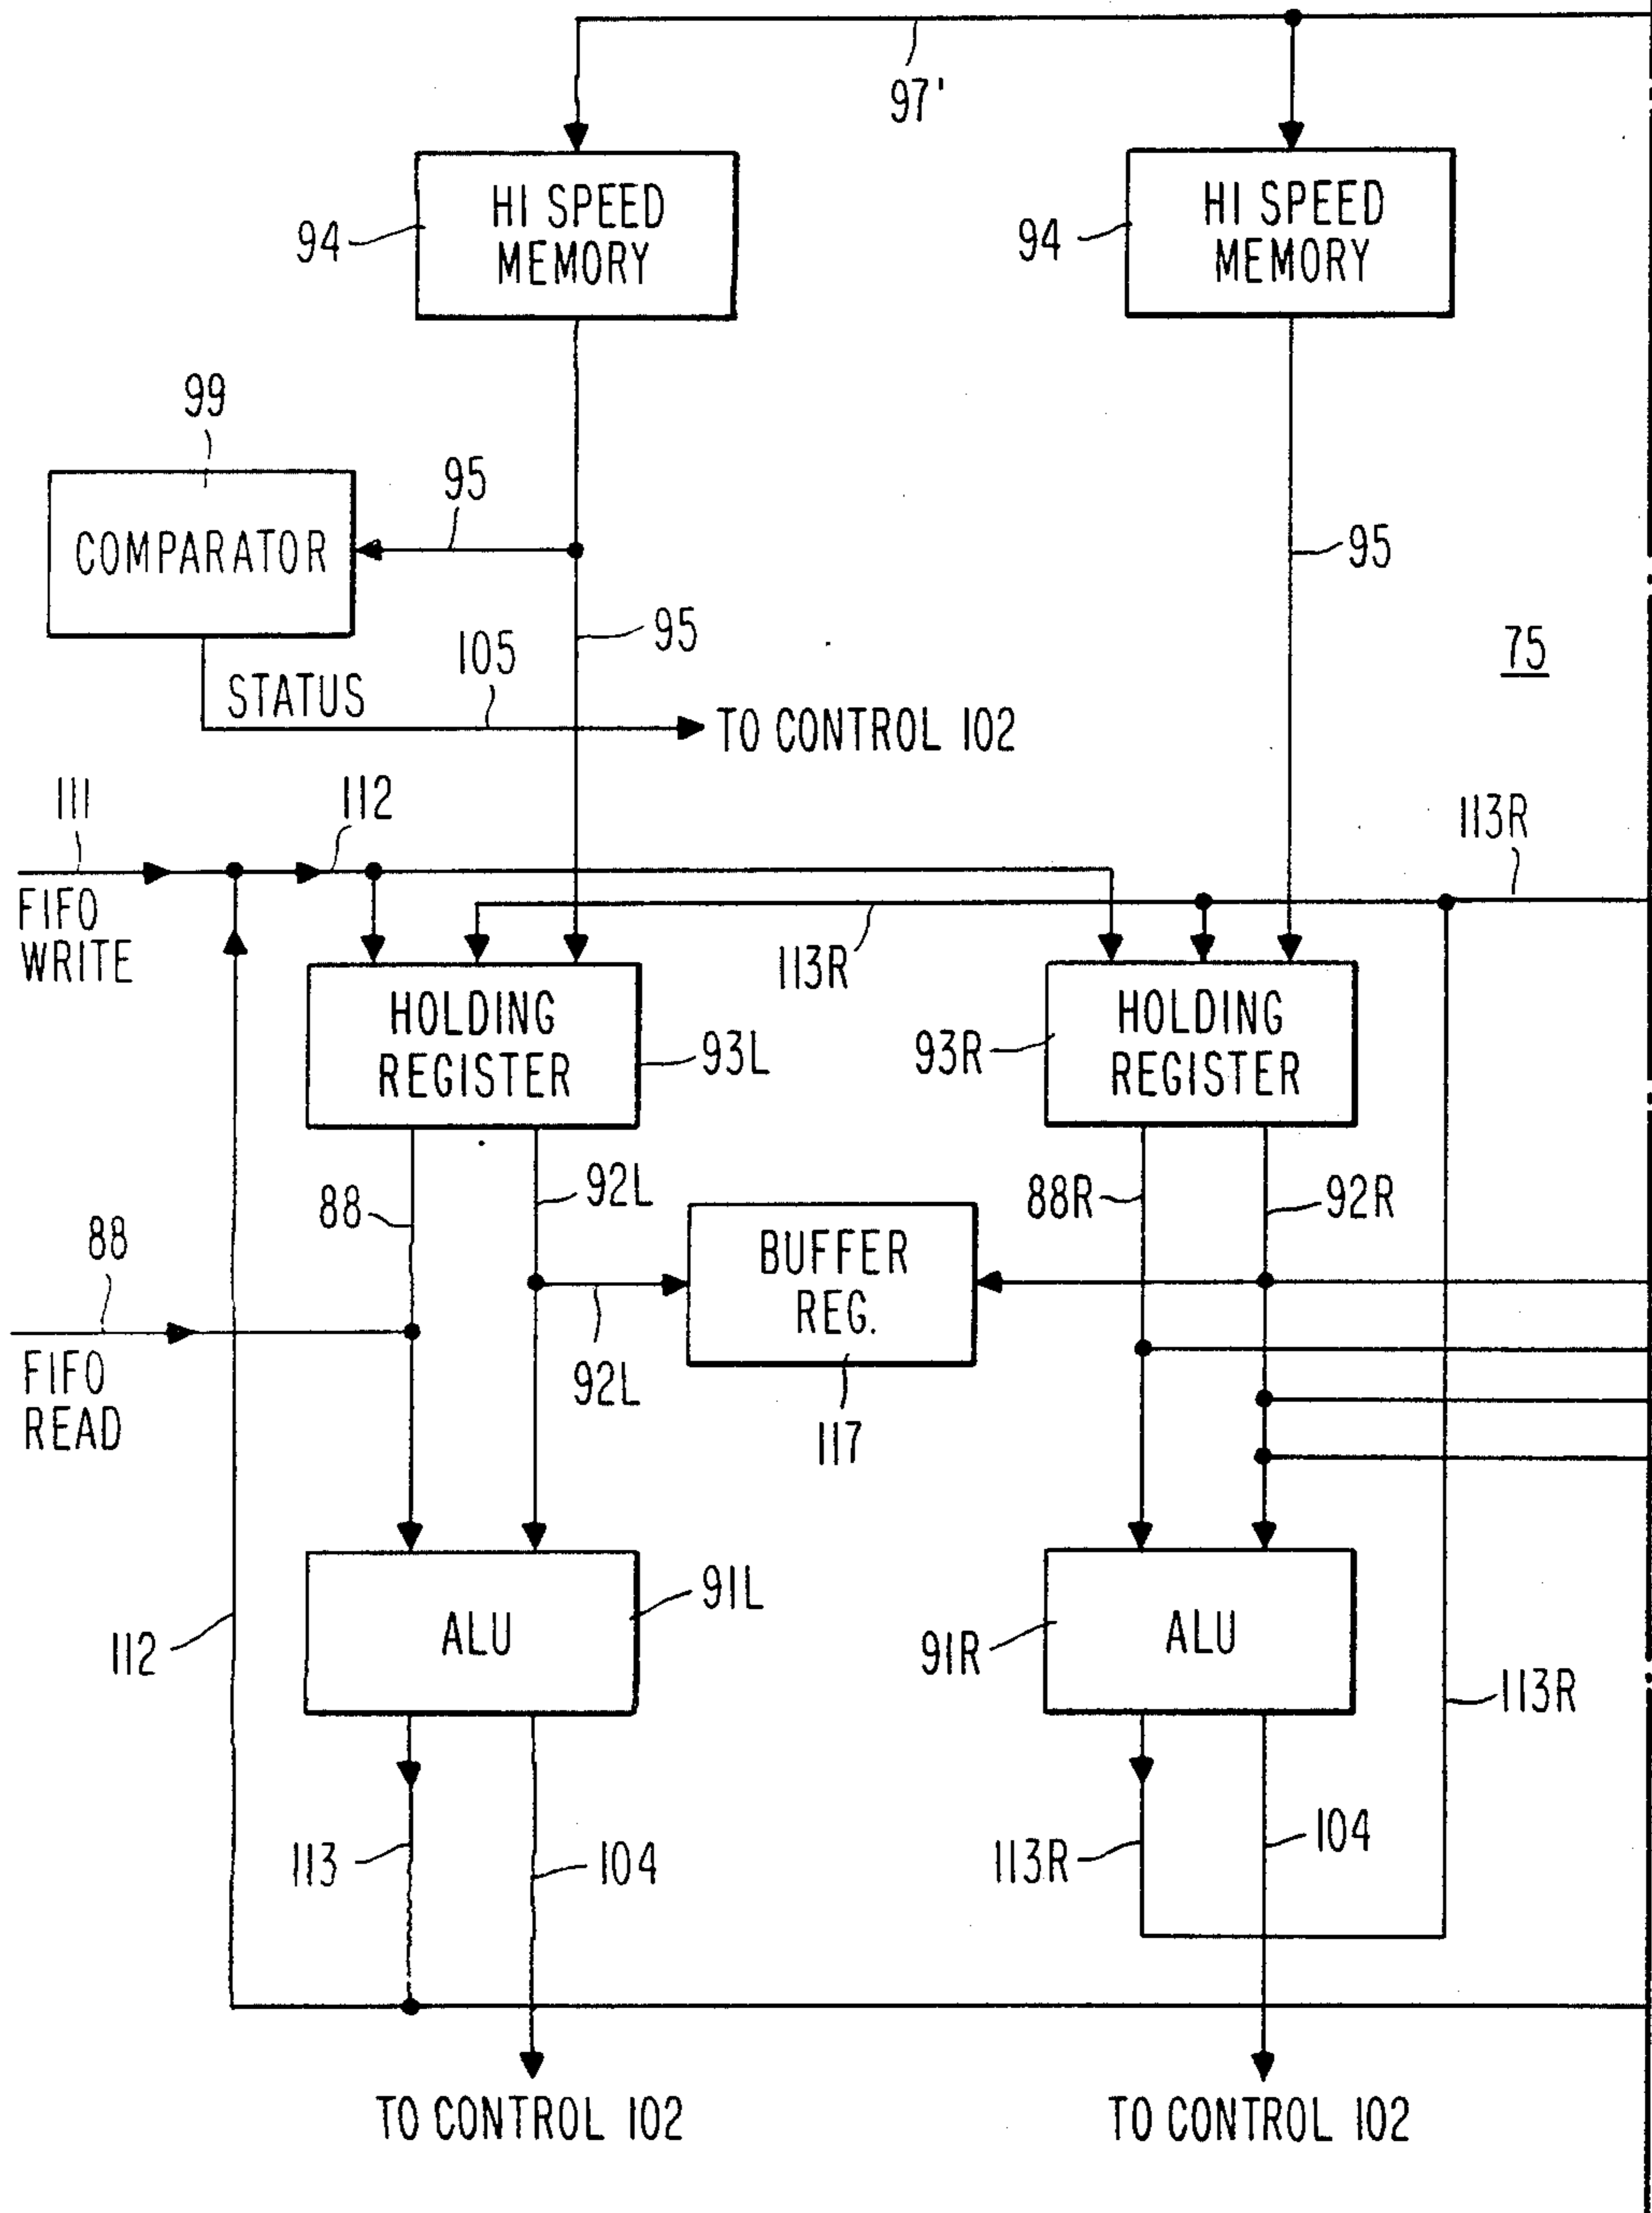 97'
HI SPEED
MEMORY
94
HI SPEED
MEMORY
94
99
COMPARATOR
95
95
95
75
105
STATUS
TO CONTROL 102
111
112
113R
FIFO
WRITE
113R
HOLDING
REGISTER
93L
93R
HOLDING
REGISTER
88
92L
88R
92R
88
BUFFER
REG.
FIFO
READ
92L
117
ALU
91L
91R
ALU
112
113R
113
104
113R
104
TO CONTROL 102
TO CONTROL 102